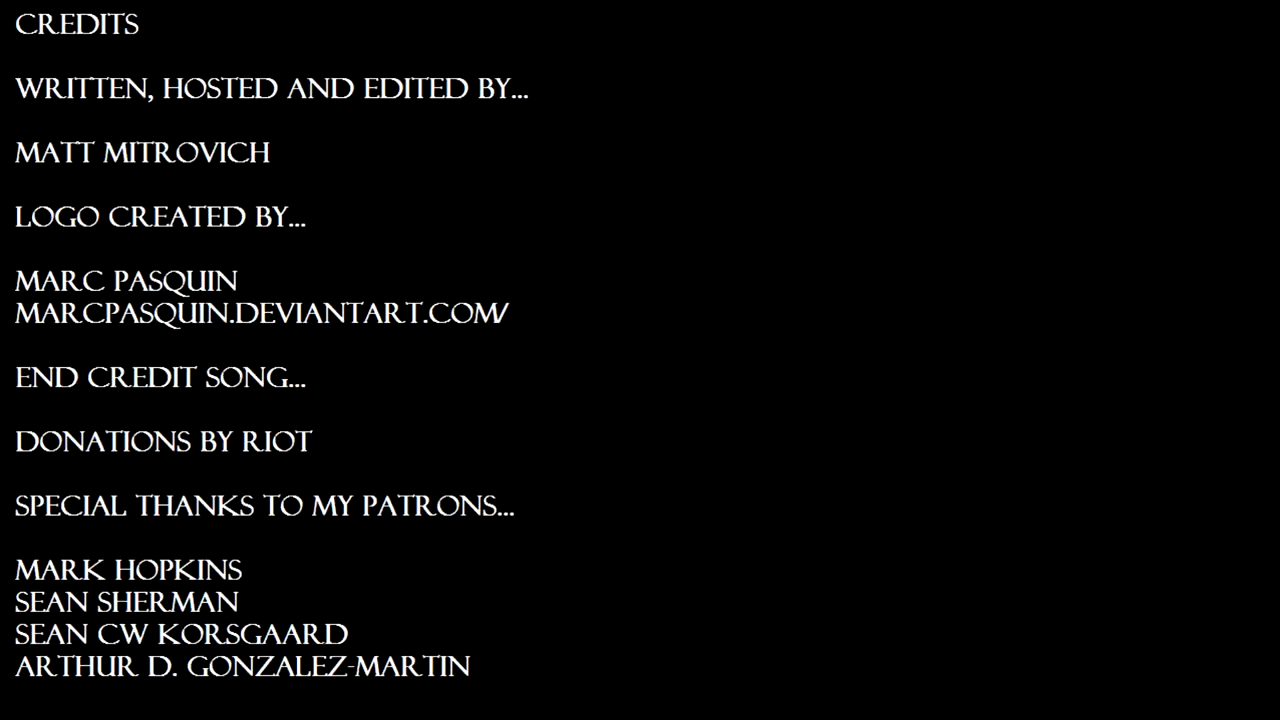 CREDITS
WRITTEN, HOSTED AND EDITED BY...
MATT MITROVICH
LOGO CREATED BY...
MARC PASQUIN
MARCPASQUIN.DEVIANTART.COM/
END CREDIT SONG...
DONATIONS BY RIOT
SPECIAL THANKS TO MY PATRONS...
MARK HOPKINS
SEAN SHERMAN
SEAN CW KORSGAARD
ARTHUR D. GONZALEZ-MARTIN